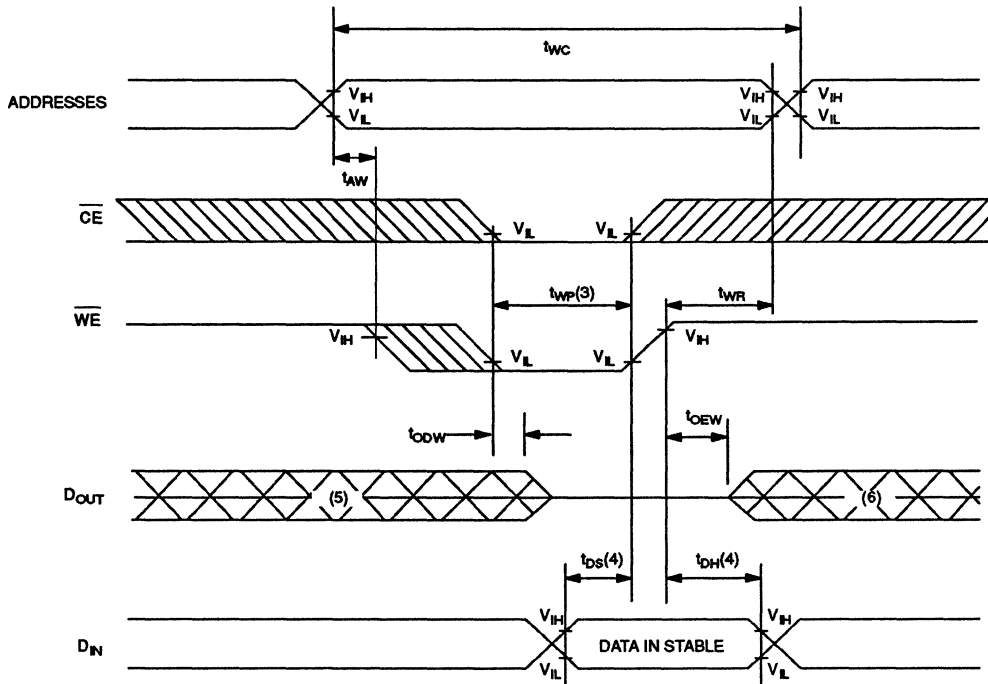 tWC
ADDRESSES
VIH VIH VIH
VIL VIL VIL
tAW
CE
VIL VIL
tWP(3) tWR
WE
VIH VIH
VIL VIL
tODW tOEW
DOUT (5) (6)
tDS(4) tDH(4)
VIH VIH
DIN DATA IN STABLE
VIL VIL